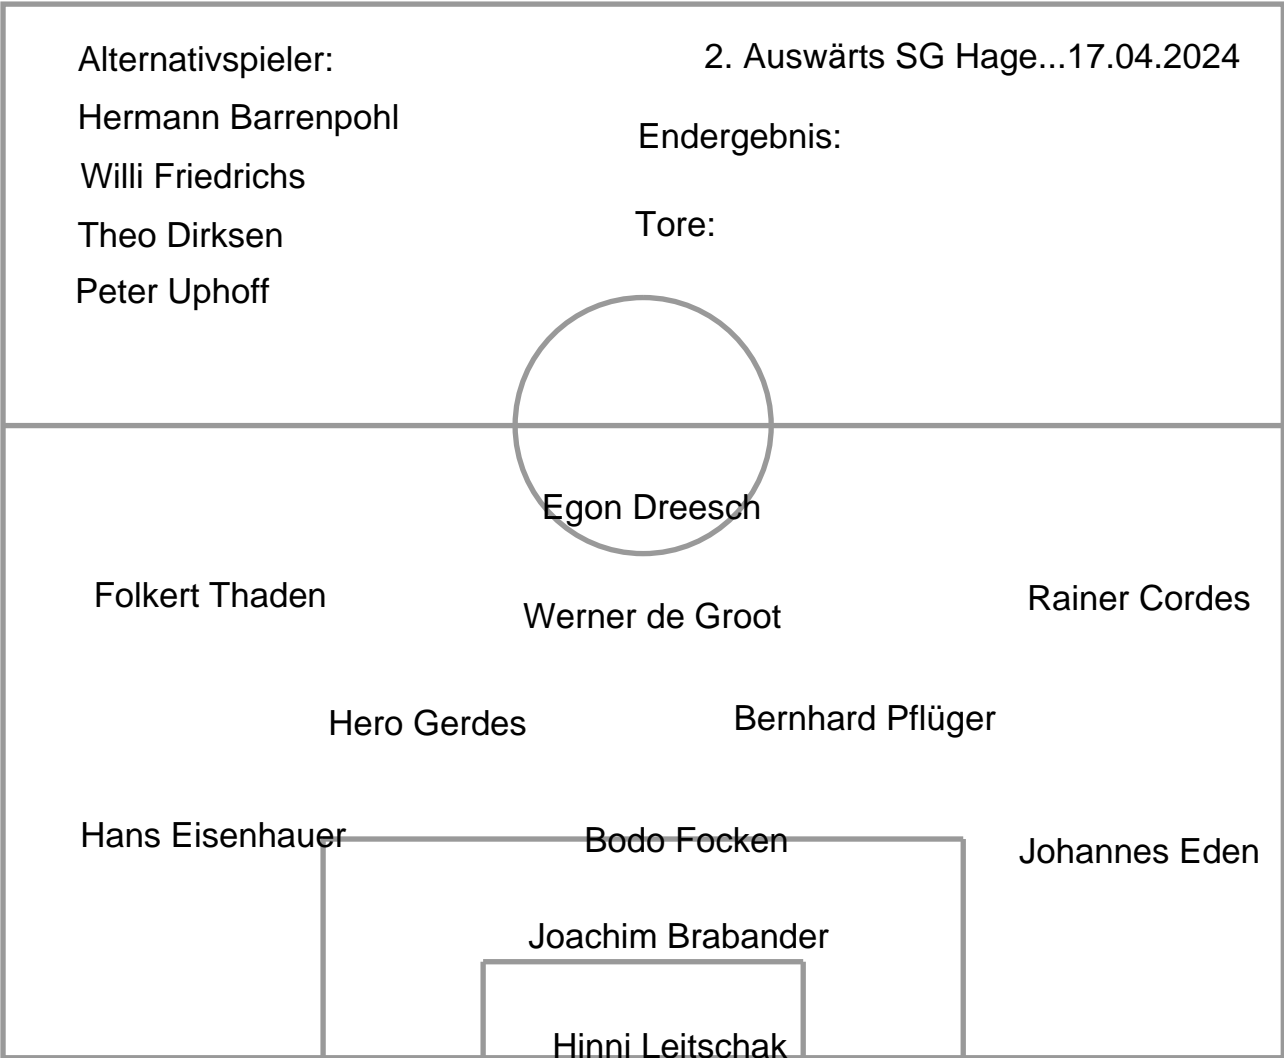 Alternativspieler:
Hermann Barrenpohl
Willi Friedrichs
Theo Dirksen
Peter Uphoff
2. Auswärts SG Hage...17.04.2024
Endergebnis:
Tore:
Egon Dreesch
Folkert Thaden
Werner de Groot
Rainer Cordes
Hero Gerdes
Bernhard Pflüger
Hans Eisenhauer
Bodo Focken
Johannes Eden
Joachim Brabander
Hinni Leitschak